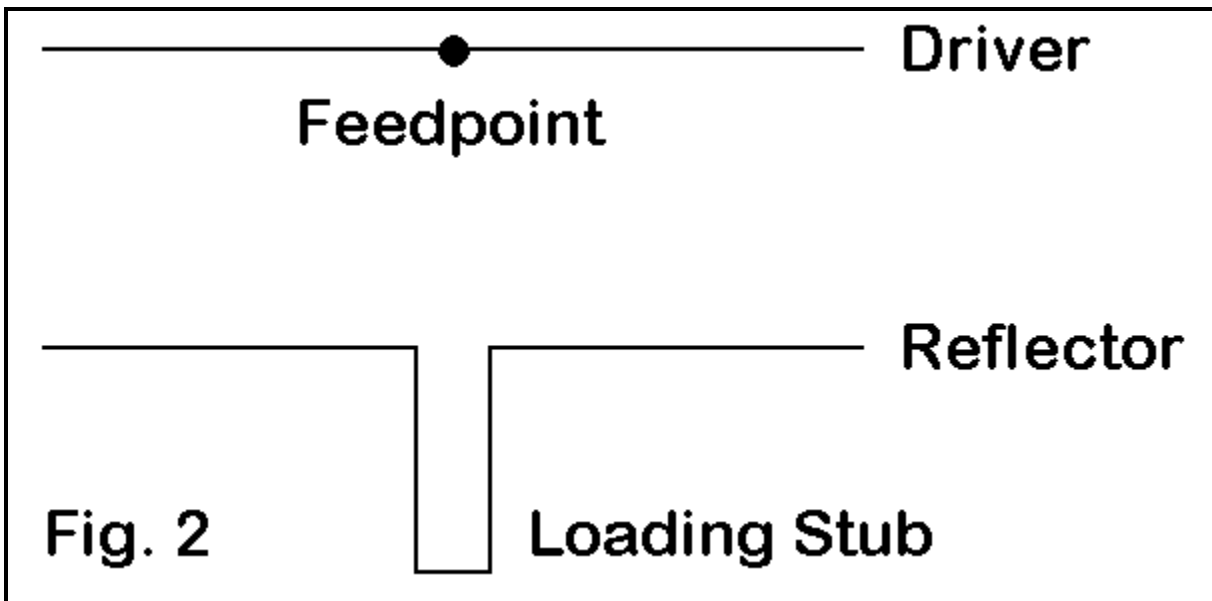 Driver
Feedpoint
Reflector
Fig. 2
Loading Stub